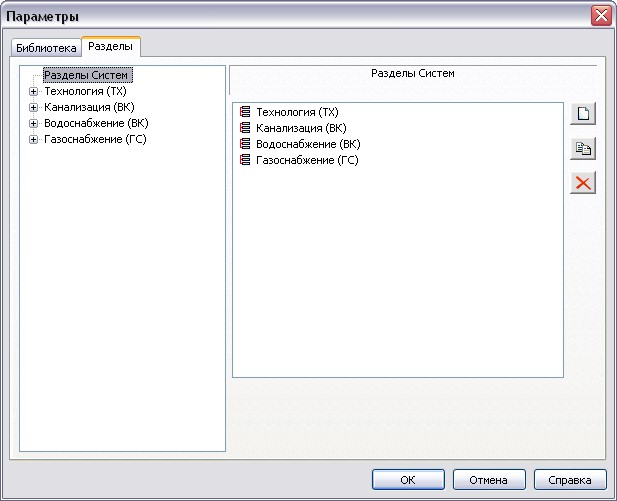 Параметры
Библиотека
Разделы
Разделы Систем
Технология (ТХ)
Канализация (ВК)
Водоснабжение (ВК)
Газоснабжение (ГС)
Разделы Систем
Технология (ТХ)
Канализация (ВК)
Водоснабжение (ВК)
Газоснабжение (ГС)
ОК
Отмена
Справка